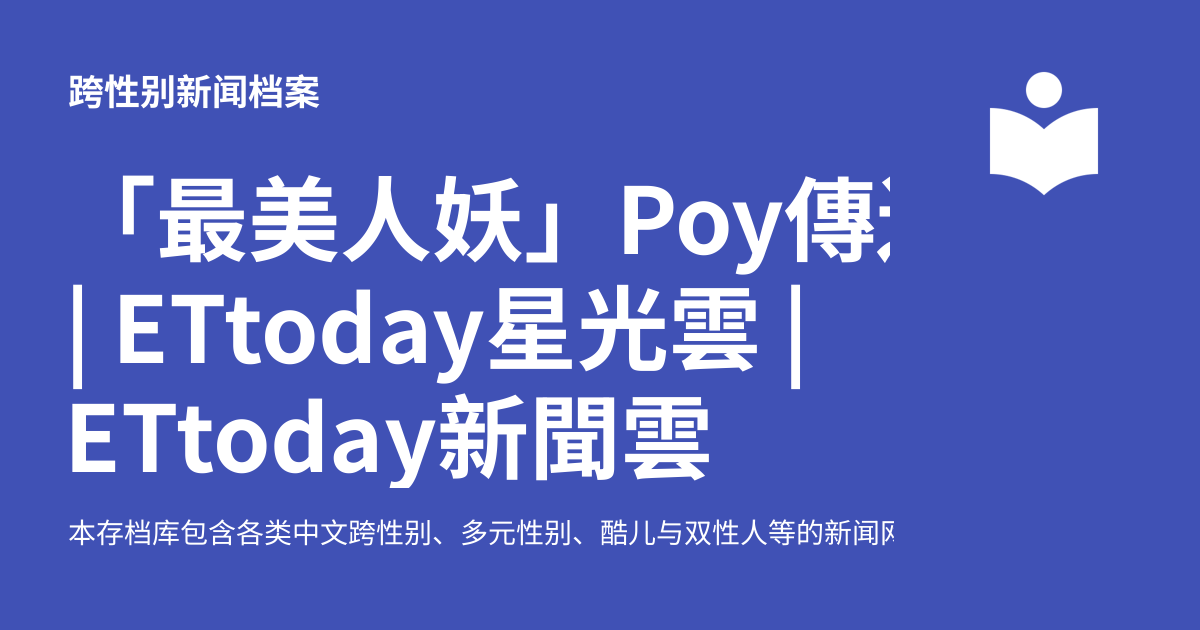 跨性别新闻档案
「最美人妖」Poy傳
| ETtoday星光雲 |
ETtoday新聞雲
本存档库包含各类中文跨性别、多元性别、酷儿与双性人等的新闻